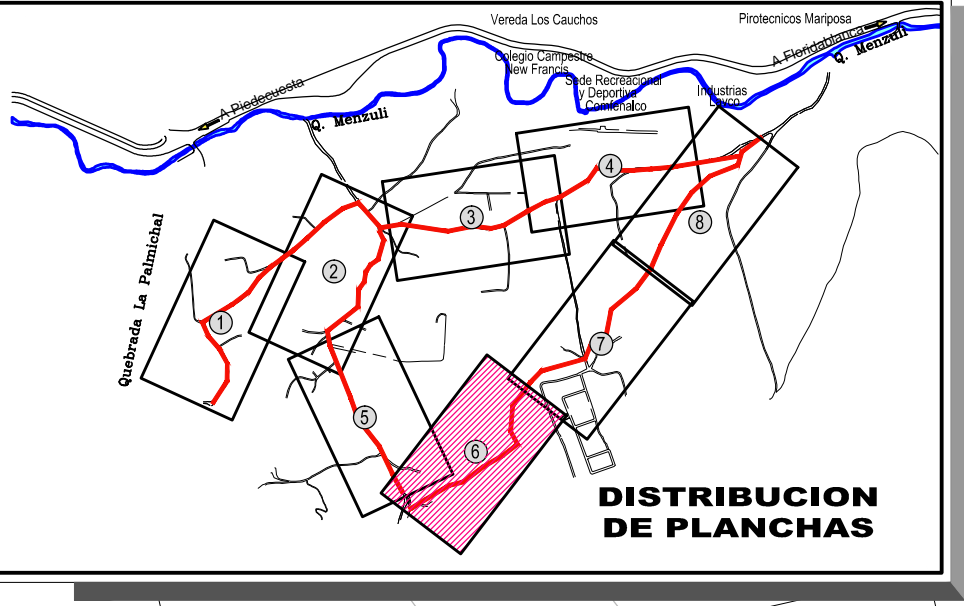 Vereda Los Cauchos
Pirotecnicos Mariposa
A Floridablanca
Q. Menzuli
Colegio Campestre
New Francis
Sede Recreacional
y Deportiva
Comfenalco
Industrias
Layco
A Piedecuesta
Q. Menzuli
Quebrada La Palmichal
1
2
3
4
5
6
7
8
DISTRIBUCION
DE PLANCHAS